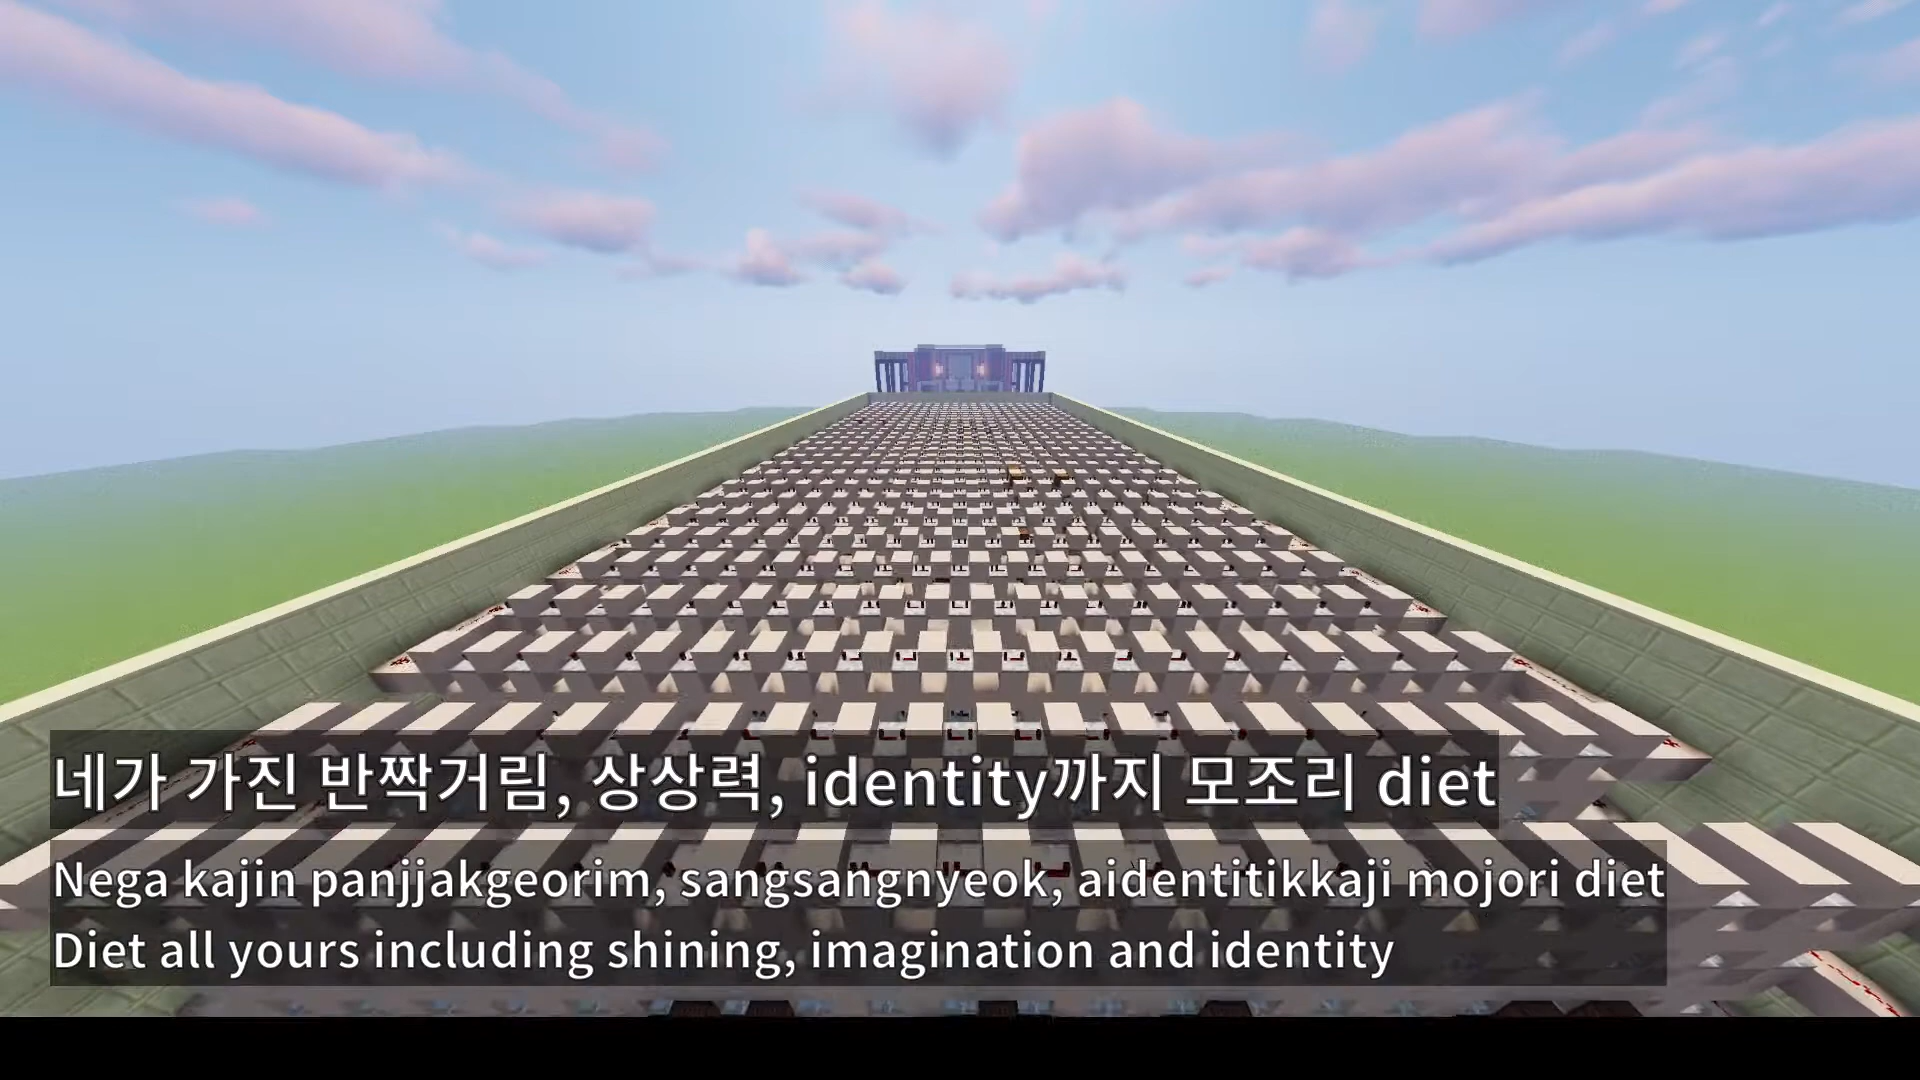 네가 가진 반짝거림, 상상력, identity까지 모조리 diet
Nega kajin panjjakgeorim, sangsangnyeok, aidentitikkaji mojori diet
Diet all yours including shining, imagination and identity